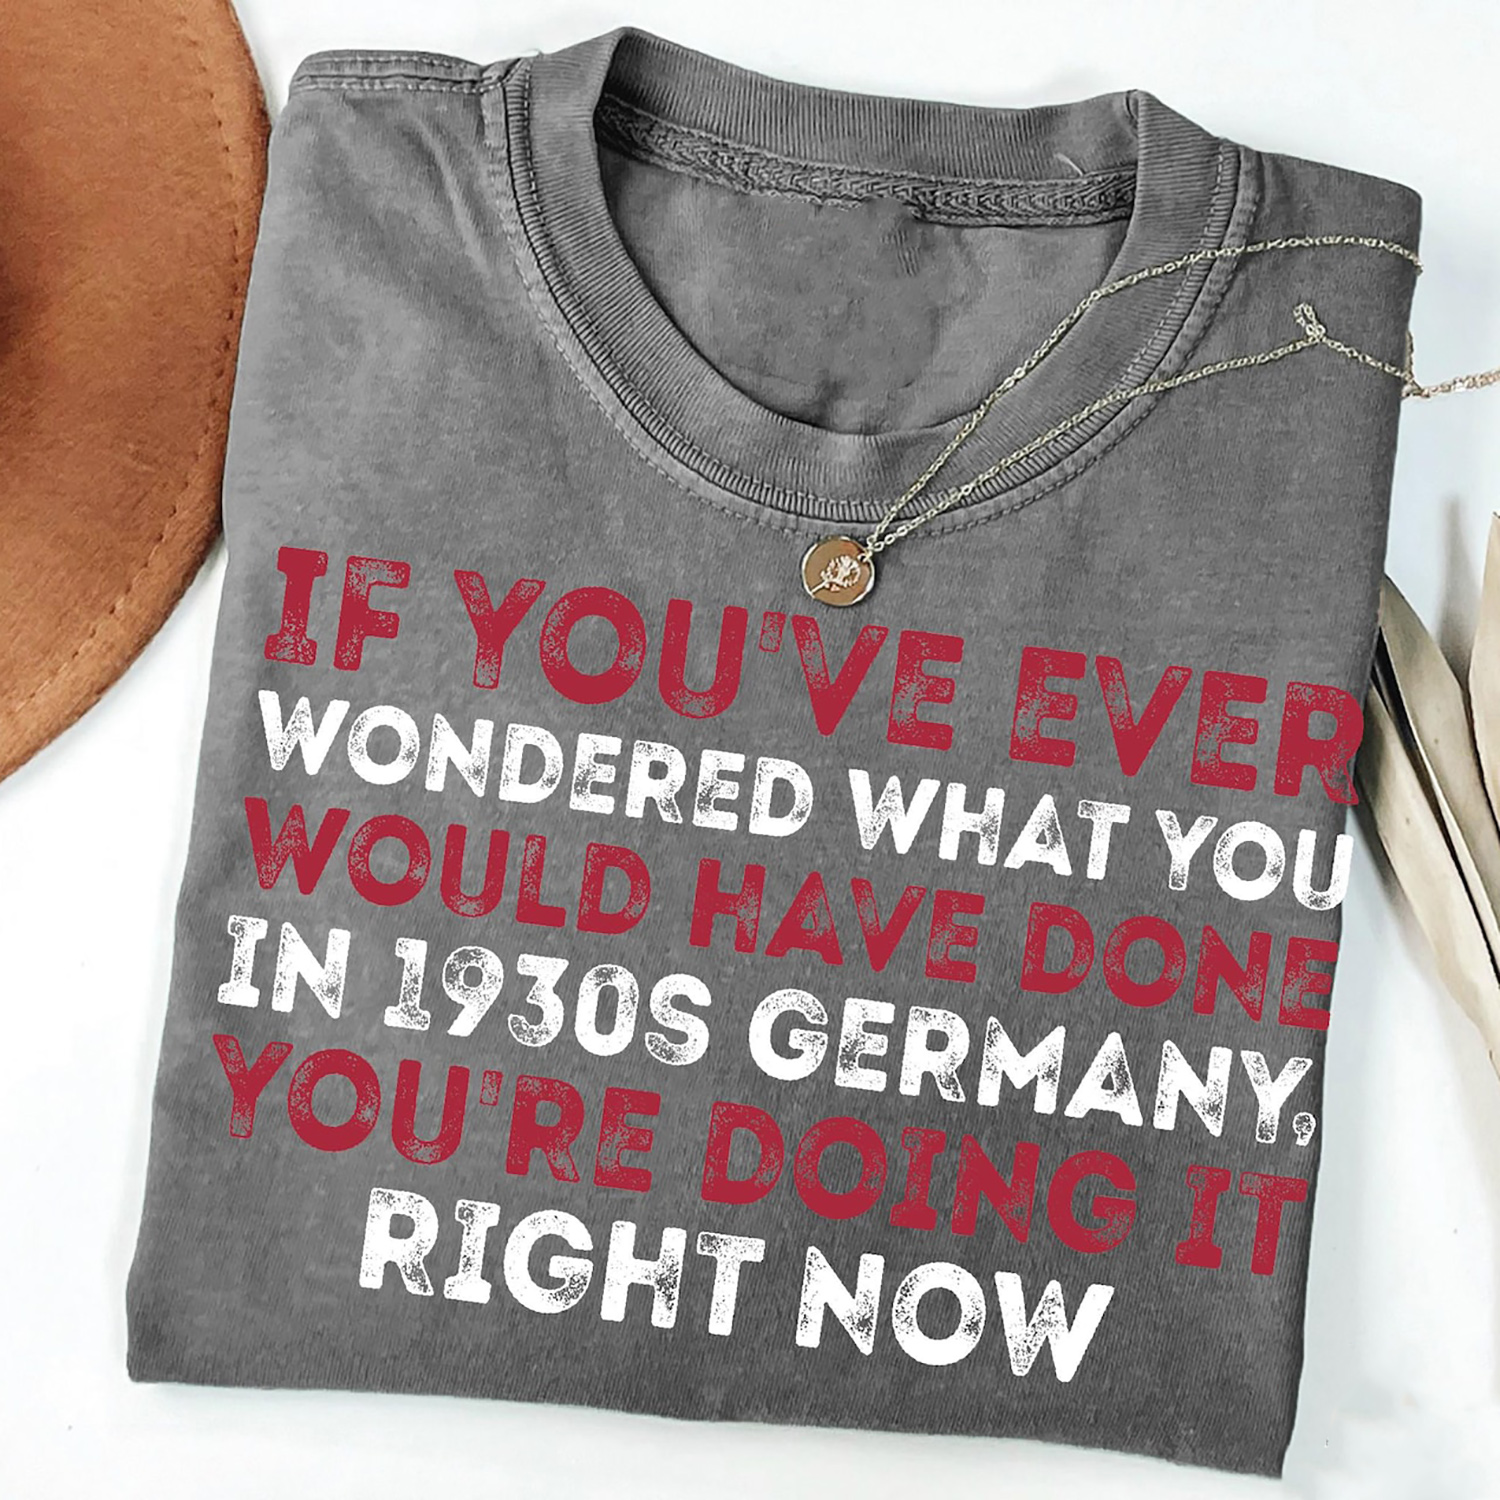 IF YOU'VE EVER
WONDERED WHAT YOU
WOULD HAVE DONE
IN 1930S GERMANY,
YOU'RE DOING IT
RIGHT NOW